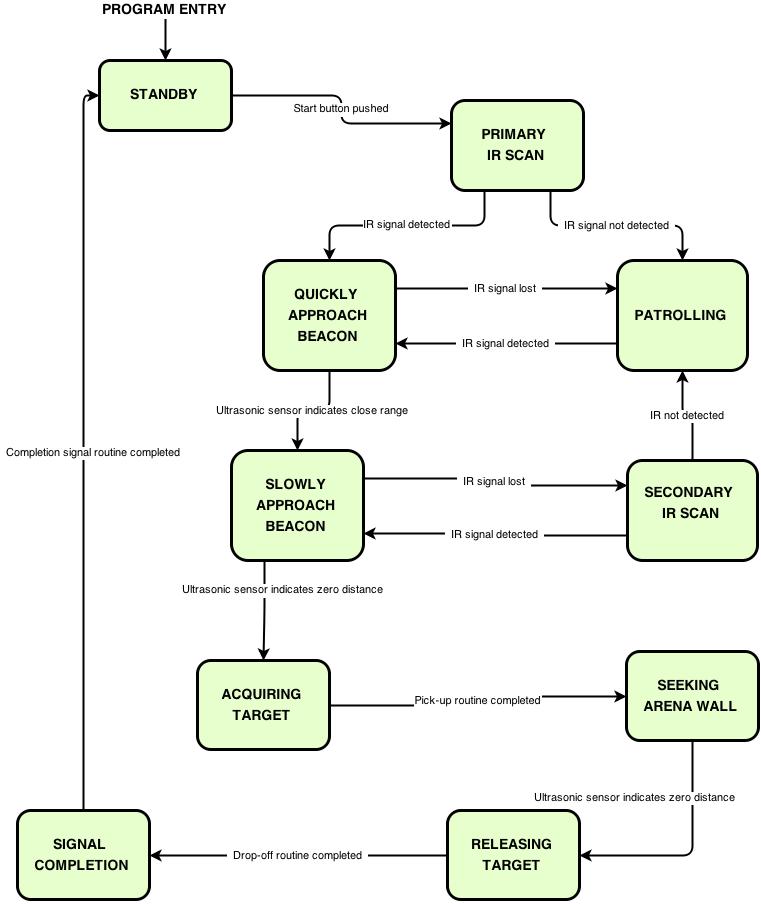 PROGRAM ENTRY
STANDBY
Start button pushed
PRIMARY
IR SCAN
IR signal detected
IR signal not detected
QUICKLY
APPROACH
BEACON
IR signal lost
PATROLLING
IR signal detected
Ultrasonic sensor indicates close range
IR not detected
Completion signal routine completed
SLOWLY
APPROACH
BEACON
IR signal lost
SECONDARY
IR SCAN
IR signal detected
Ultrasonic sensor indicates zero distance
ACQUIRING
TARGET
Pick-up routine completed
SEEKING
ARENA WALL
Ultrasonic sensor indicates zero distance
SIGNAL
COMPLETION
Drop-off routine completed
RELEASING
TARGET